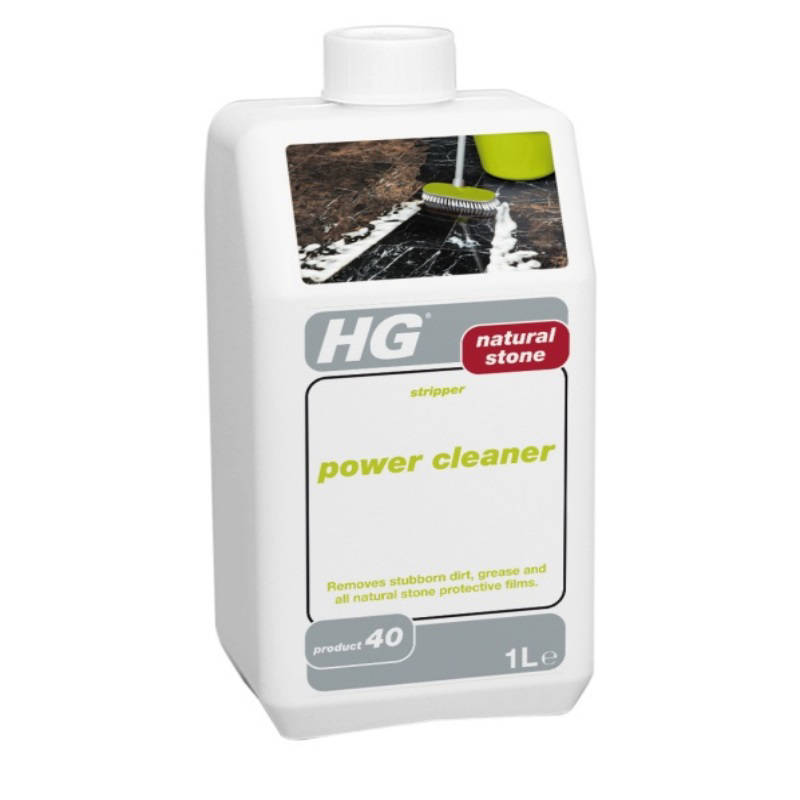 HG®
natural
stone
stripper
power cleaner
Removes stubborn dirt, grease and
all natural stone protective films.
product 40
1L℮